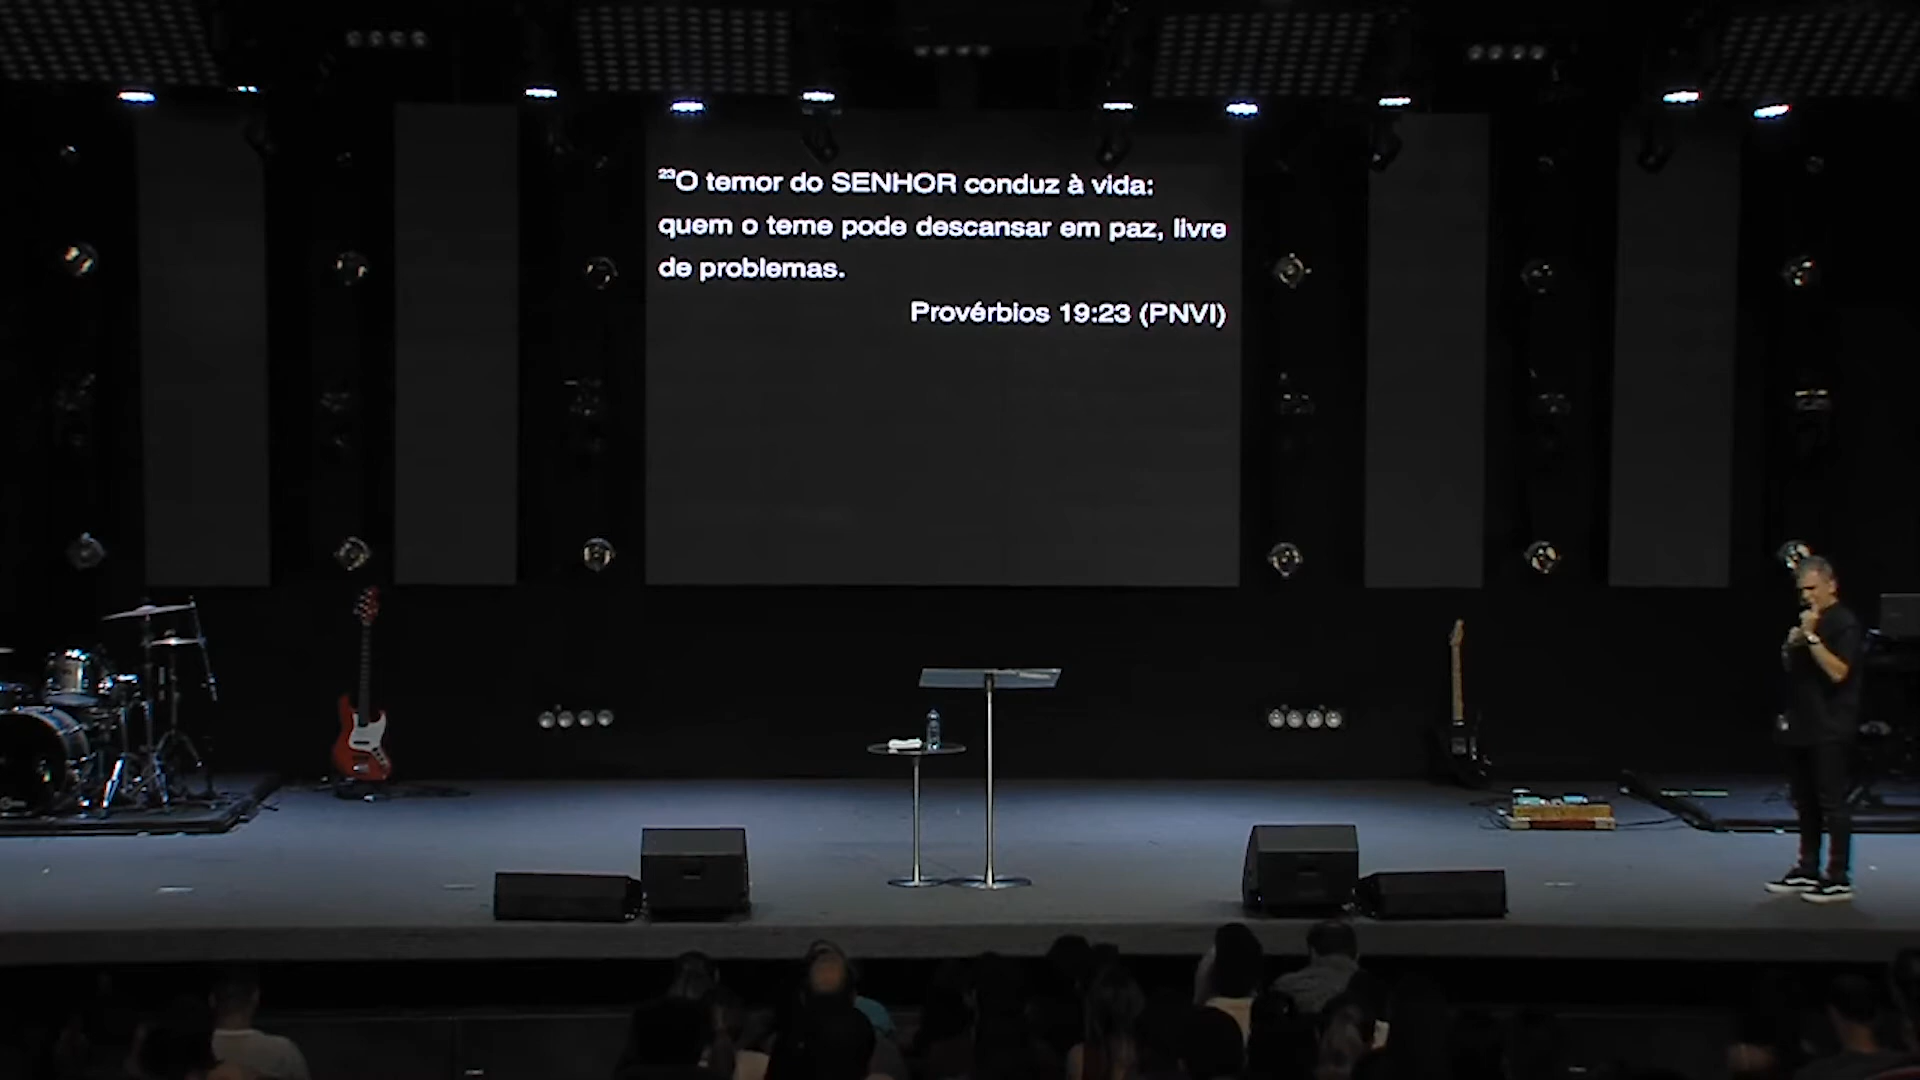 ²³O temor do SENHOR conduz à vida:
quem o teme pode descansar em paz, livre
de problemas.
Provérbios 19:23 (PNVI)